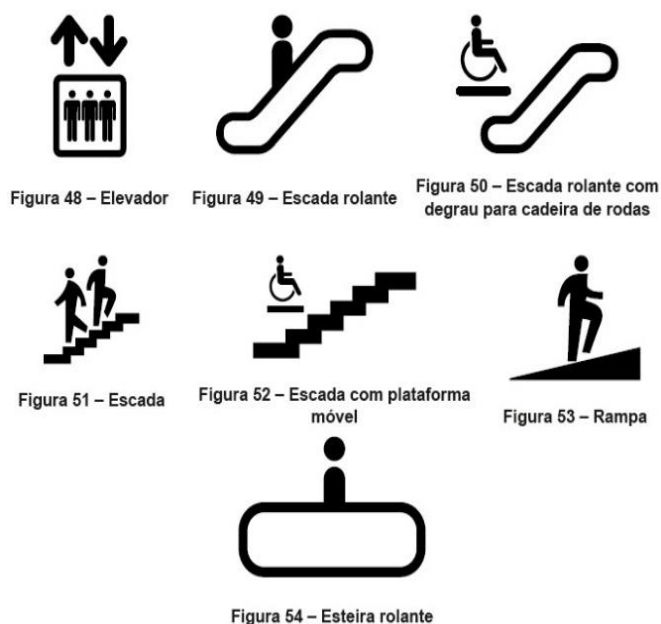 Figura 48 – Elevador
Figura 49 – Escada rolante
Figura 50 – Escada rolante com
degrau para cadeira de rodas
Figura 51 – Escada
Figura 52 – Escada com plataforma
móvel
Figura 53 – Rampa
Figura 54 – Esteira rolante